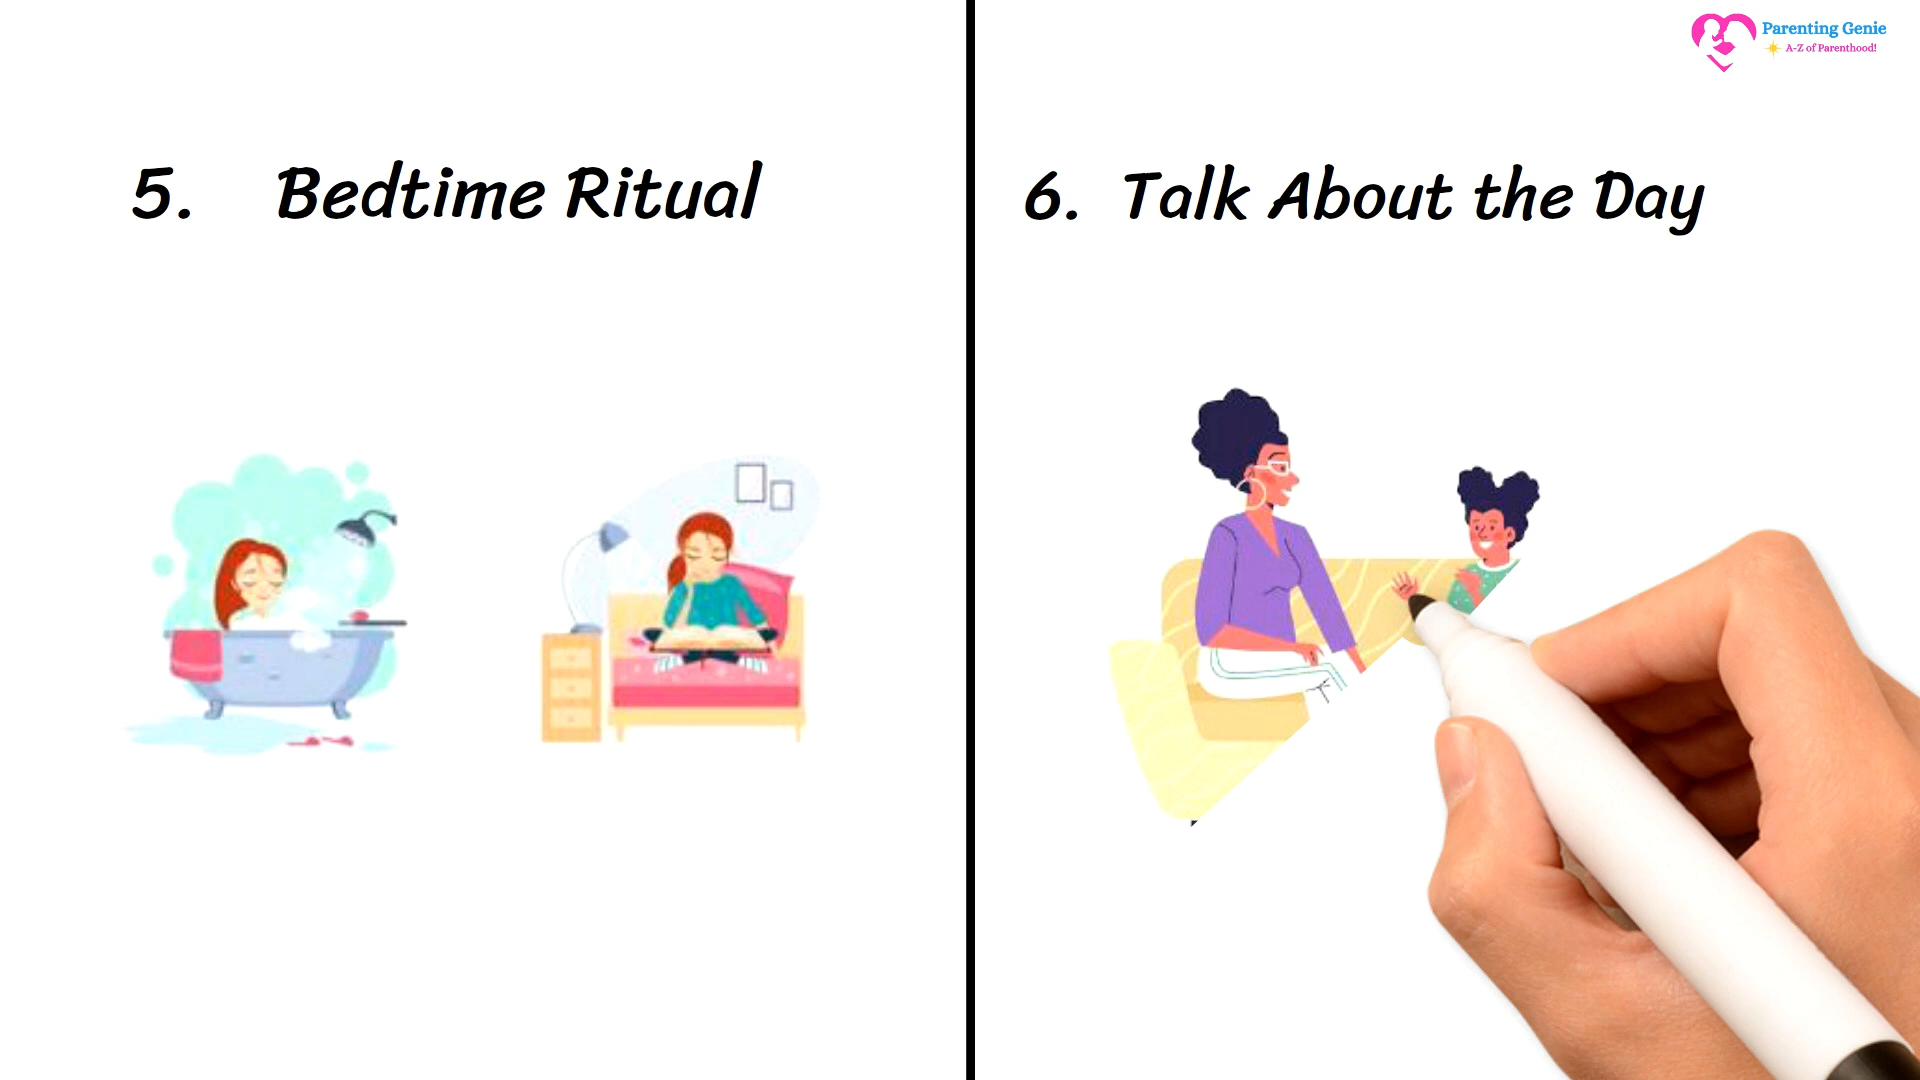 5. Bedtime Ritual
6. Talk About the Day
Parenting Genie
A-Z of Parenthood!